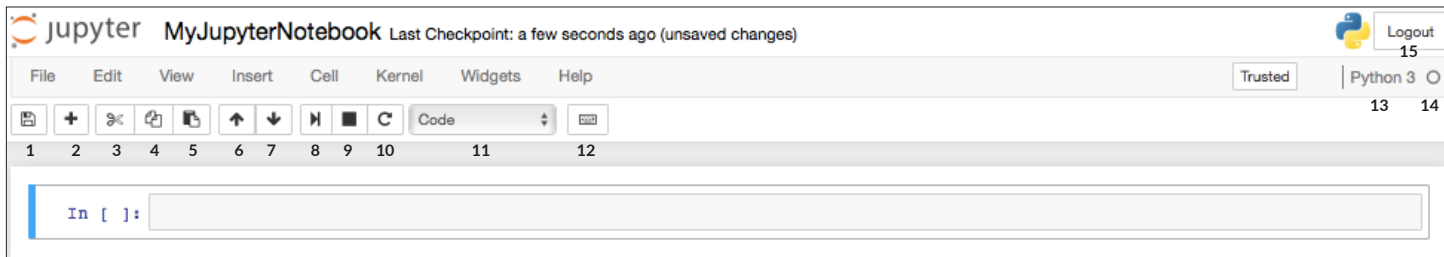 jupyter MyJupyterNotebook Last Checkpoint: a few seconds ago (unsaved changes) Logout
15
File Edit View Insert Cell Kernel Widgets Help Trusted Python 3
Code 13 14
1 2 3 4 5 6 7 8 9 10 11 12
In [ ]: